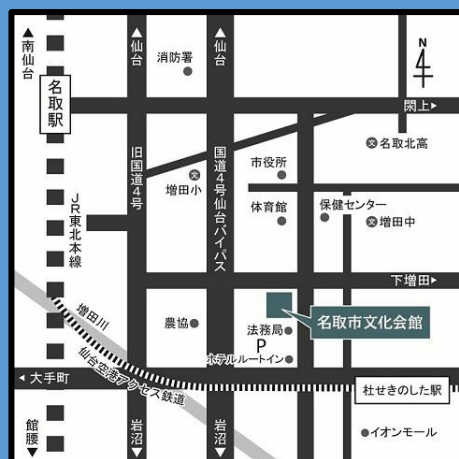 ▲南仙台
▲仙台
▲仙台
消防署
N
名取駅
閖上▶
旧国道4号
国道4号仙台バイパス
文 名取北高
市役所
文
増田小
保健センター
体育館
文 増田中
JR東北本線
下増田▶
増田川
農協
法務局
名取市文化会館
P
ホテルルートイン
仙台空港アクセス鉄道
◀大手町
杜せきのした駅
館腰▼
岩沼▼
岩沼▼
イオンモール